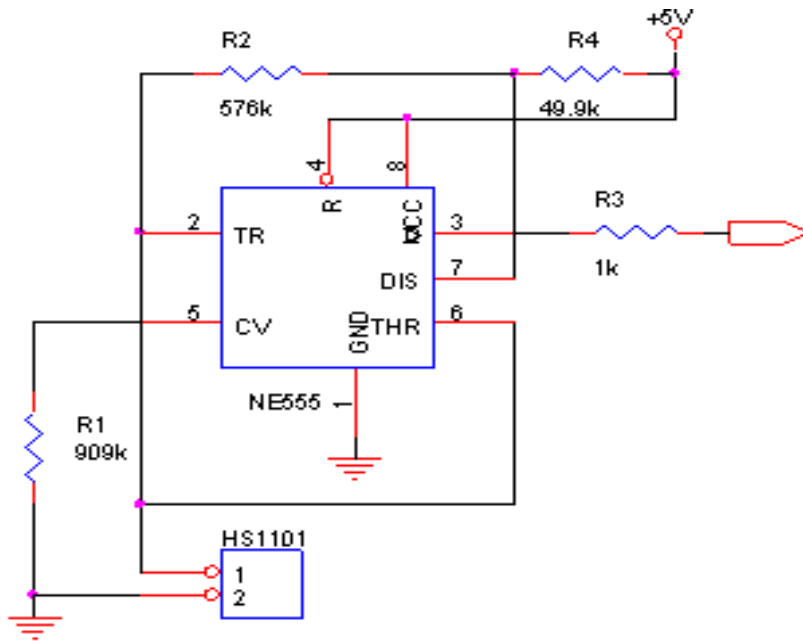 +5V
R2
R4
576k
49.9k
4
8
R
VCC
R3
2
TR
Q
3
1k
DIS
7
5
CV
THR
6
GND
NE555
1
R1
909k
HS1101
1
2